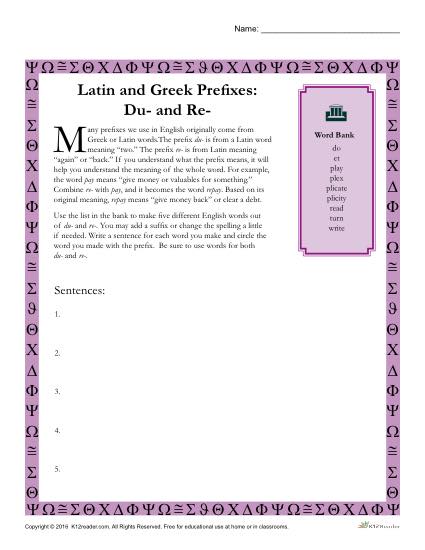 Name: ___________________________________
ΨΩ≅ΣΘΧΔΦΨΩ≅Σϑ ΘΧΔΦΨΩ≅ΣΘΧΔΦΨΩ
Latin and Greek Prefixes:
Du- and Re-
Many prefixes we use in English originally come from
Greek or Latin words.The prefix du- is from a Latin word
meaning “two.” The prefix re- is from Latin meaning
“again” or “back.” If you understand what the prefix means, it will
help you understand the meaning of the whole word. For example,
the word pay means “give money or valuables for something.”
Combine re- with pay, and it becomes the word repay. Based on its
original meaning, repay means “give money back” or clear a debt.
Use the list in the bank to make five different English words out
of du- and re-. You may add a suffix or change the spelling a little
if needed. Write a sentence for each word you make and circle the
word you made with the prefix. Be sure to use words for both
du- and re-.
Word Bank
do
et
play
plex
plicate
plicity
read
turn
write
Sentences:
1.
2.
3.
4.
5.
Copyright © 2016 K12reader.com. All Rights Reserved. Free for educational use at home or in classrooms.
K12Reader